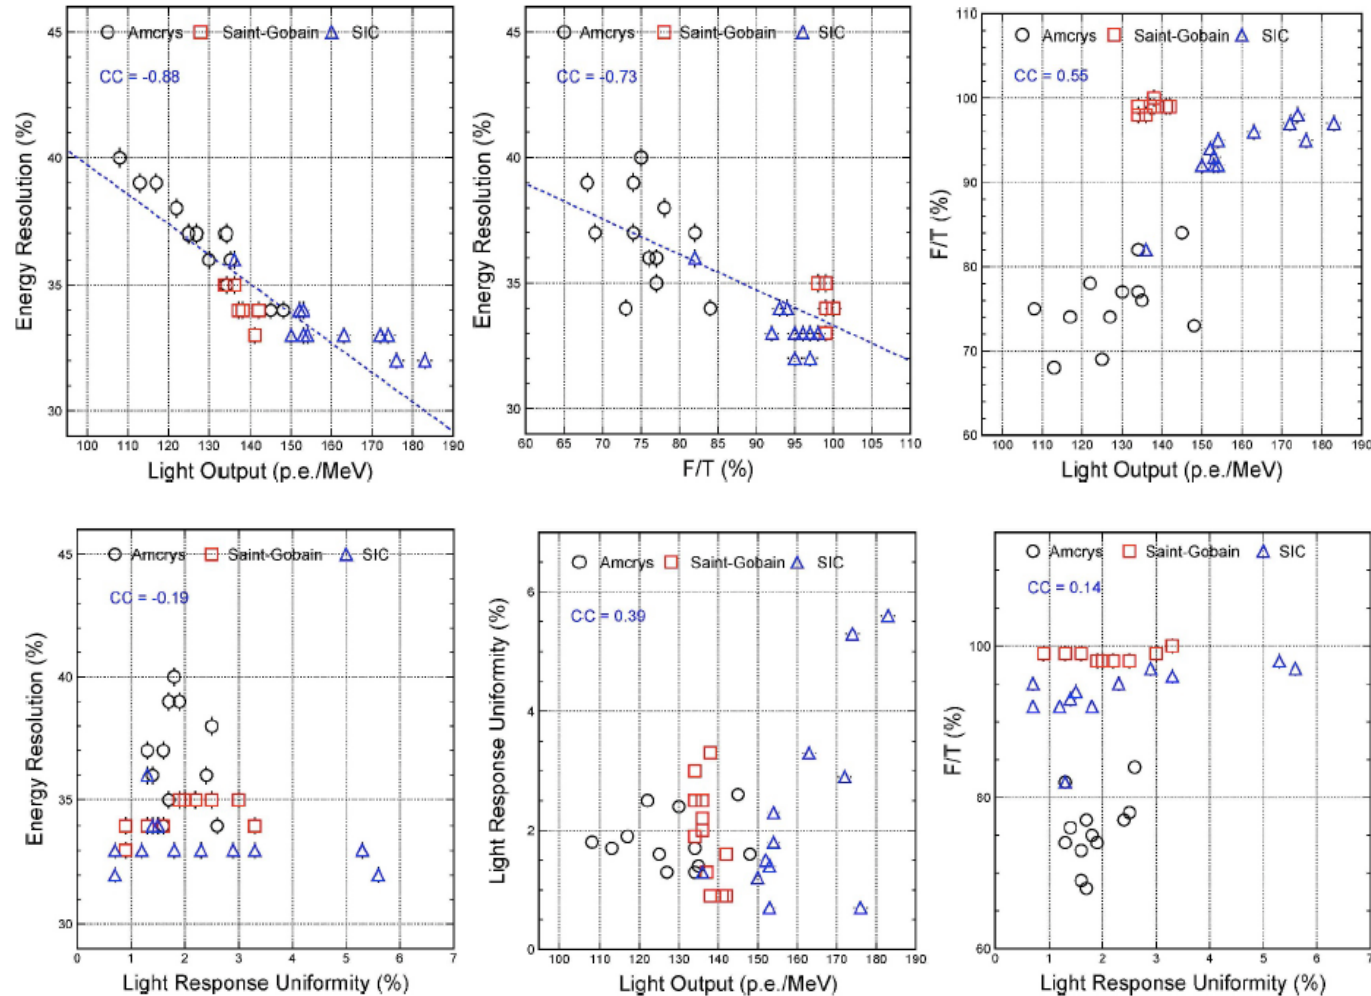 45
Amcrys Saint-Gobain SIC
CC = -0.88
40
35
30
Energy Resolution (%)
100 110 120 130 140 150 160 170 180 190
Light Output (p.e./MeV)
45
Amcrys Saint-Gobain SIC
CC = -0.73
40
35
30
Energy Resolution (%)
60 65 70 75 80 85 90 95 100 105 110
F/T (%)
110
Amcrys Saint-Gobain SIC
CC = 0.55
100
90
80
70
60
F/T (%)
100 110 120 130 140 150 160 170 180 190
Light Output (p.e./MeV)
45
Amcrys Saint-Gobain SIC
CC = -0.19
40
35
30
Energy Resolution (%)
0 1 2 3 4 5 6 7
Light Response Uniformity (%)
6
Amcrys Saint-Gobain SIC
CC = 0.39
4
2
0
Light Response Uniformity (%)
100 110 120 130 140 150 160 170 180 190
Light Output (p.e./MeV)
Amcrys Saint-Gobain SIC
CC = 0.14
100
80
60
F/T (%)
0 1 2 3 4 5 6 7
Light Response Uniformity (%)